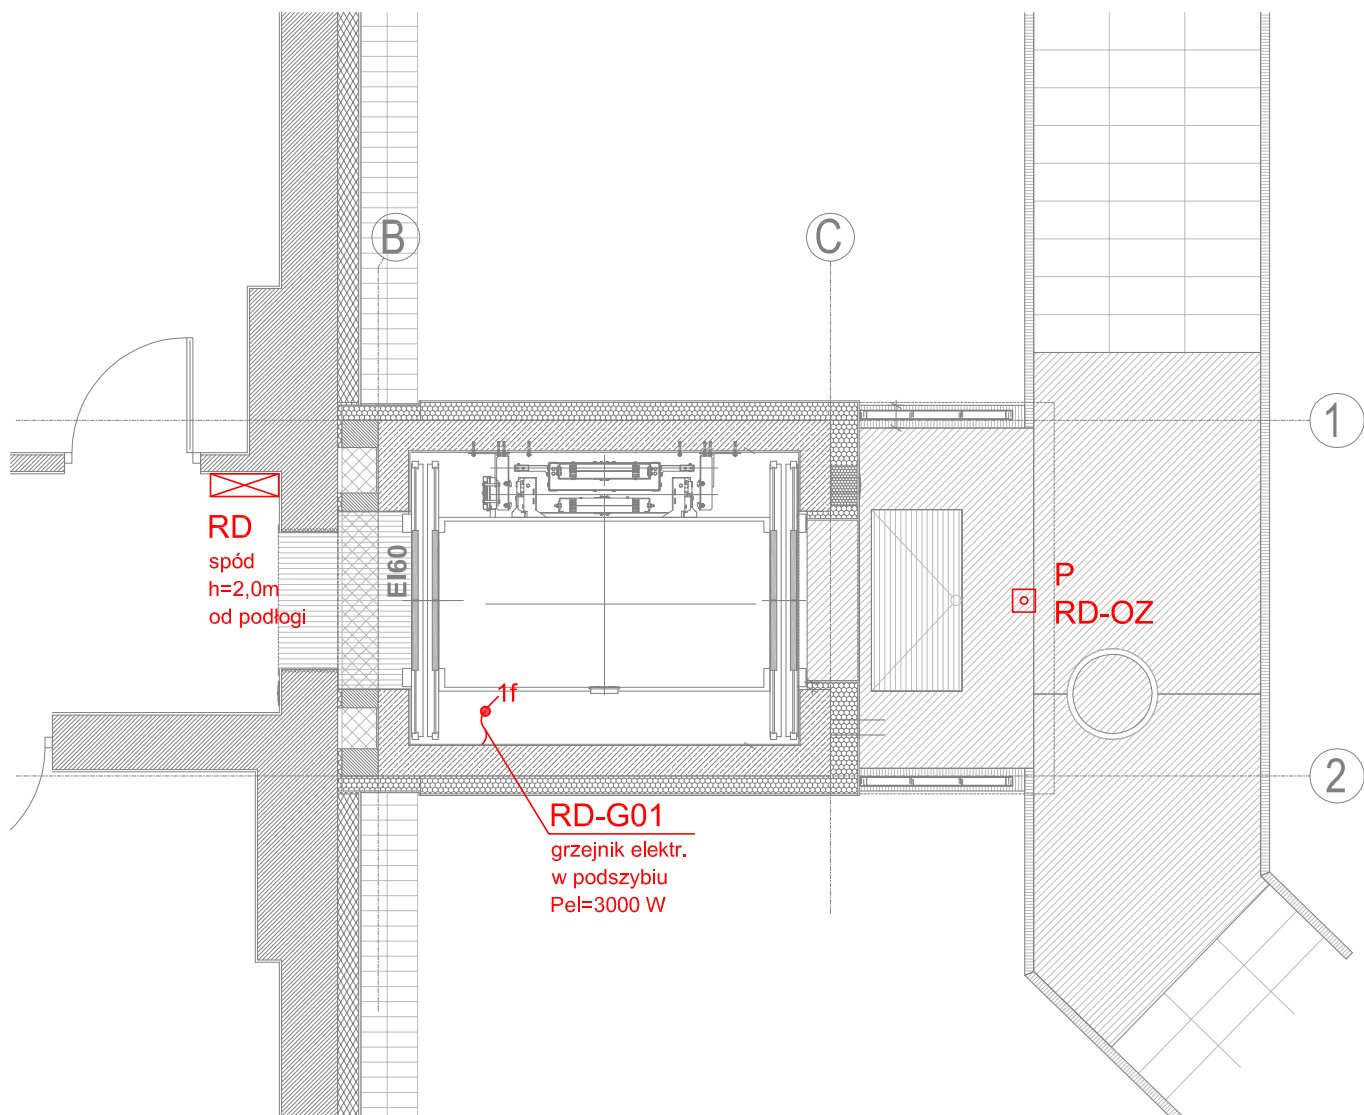 B
C
1
RD
spód
h=2,0m
od podłogi
EI60
P
RD-OZ
1f
2
RD-G01
grzejnik elektr.
w podszybiu
Pel=3000 W